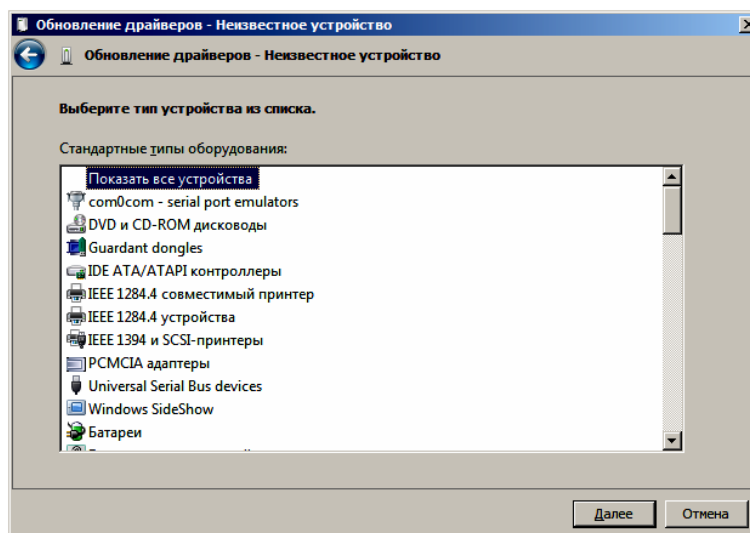 Обновление драйверов - Неизвестное устройство
Обновление драйверов - Неизвестное устройство
Выберите тип устройства из списка.
Стандартные типы оборудования:
Показать все устройства
com0com - serial port emulators
DVD и CD-ROM дисководы
Guardant dongles
IDE ATA/ATAPI контроллеры
IEEE 1284.4 совместимый принтер
IEEE 1284.4 устройства
IEEE 1394 и SCSI-принтеры
PCMCIA адаптеры
Universal Serial Bus devices
Windows SideShow
Батареи
Далее
Отмена